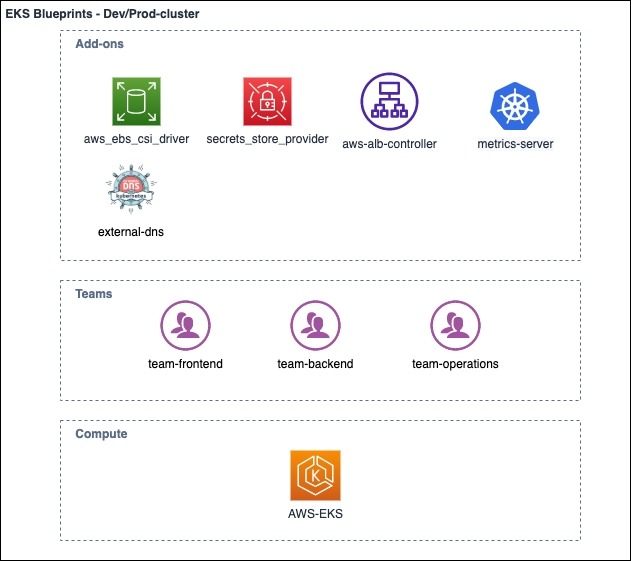 EKS Blueprints - Dev/Prod-cluster
Add-ons
aws_ebs_csi_driver
secrets_store_provider
aws-alb-controller
metrics-server
DNS
kubernetes
external-dns
Teams
team-frontend
team-backend
team-operations
Compute
K
AWS-EKS